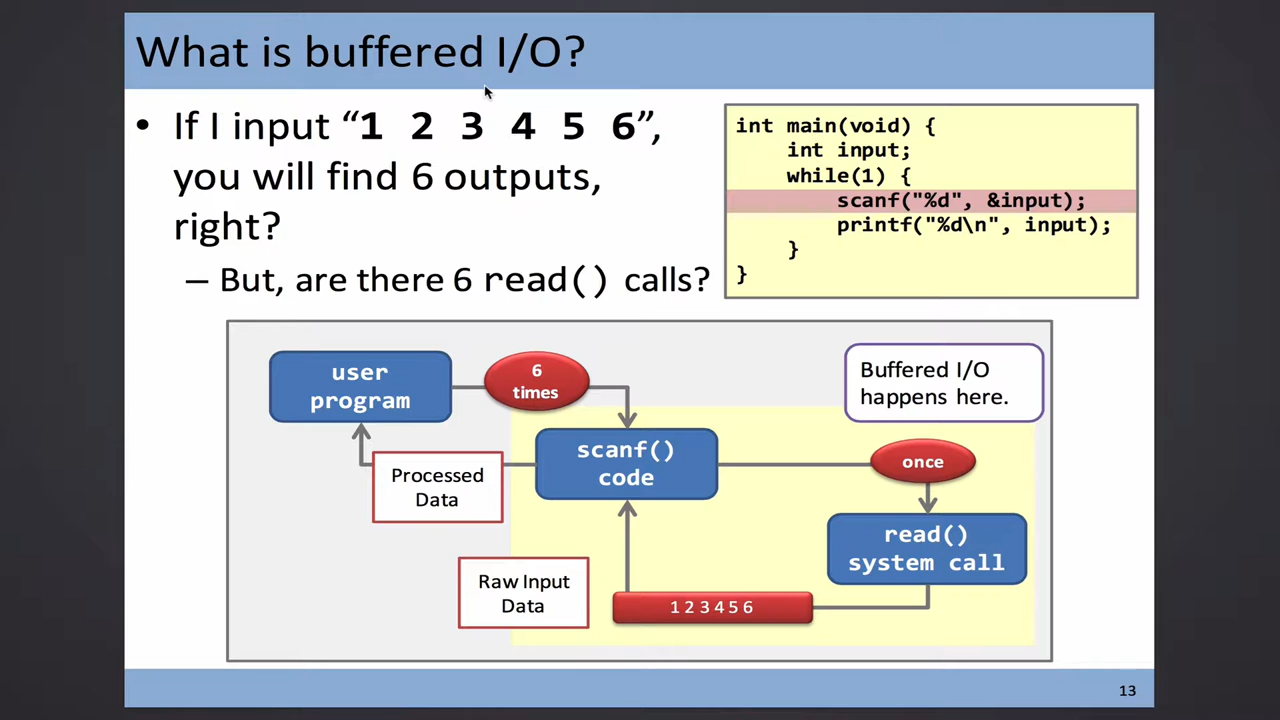 What is buffered I/O?
• If I input “1 2 3 4 5 6”,
you will find 6 outputs,
right?
– But, are there 6 read() calls?
int main(void) {
    int input;
    while(1) {
        scanf("%d", &input);
        printf("%d\n", input);
    }
}
user
program
6
times
Buffered I/O
happens here.
scanf()
code
once
Processed
Data
read()
system call
Raw Input
Data
1 2 3 4 5 6
13